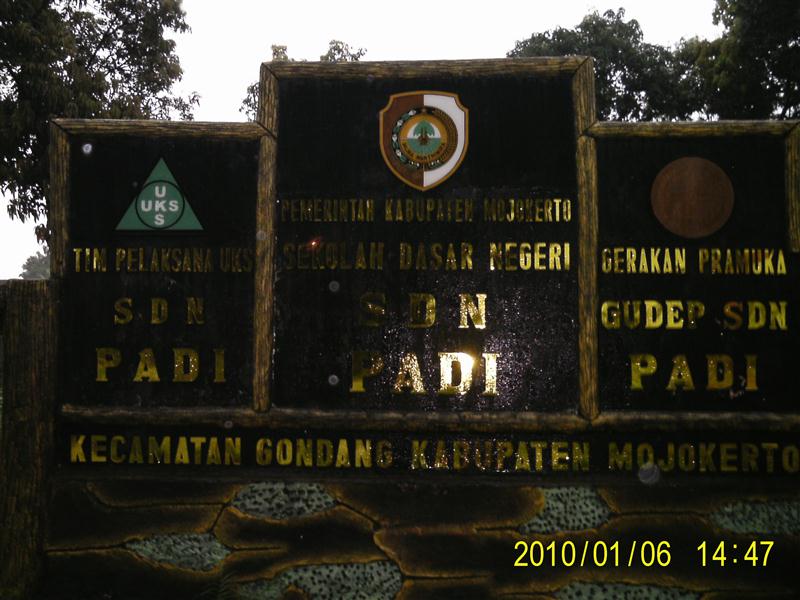 UKS
UKS
TIM PELAKSANA UKS
SDN
PADI
PEMERINTAH KABUPATEN MOJOKERTO
SEKOLAH DASAR NEGERI
SDN
PADI
GERAKAN PRAMUKA
GUDEP SDN
PADI
KECAMATAN GONDANG KABUPATEN MOJOKERTO
2010/01/06 14:47